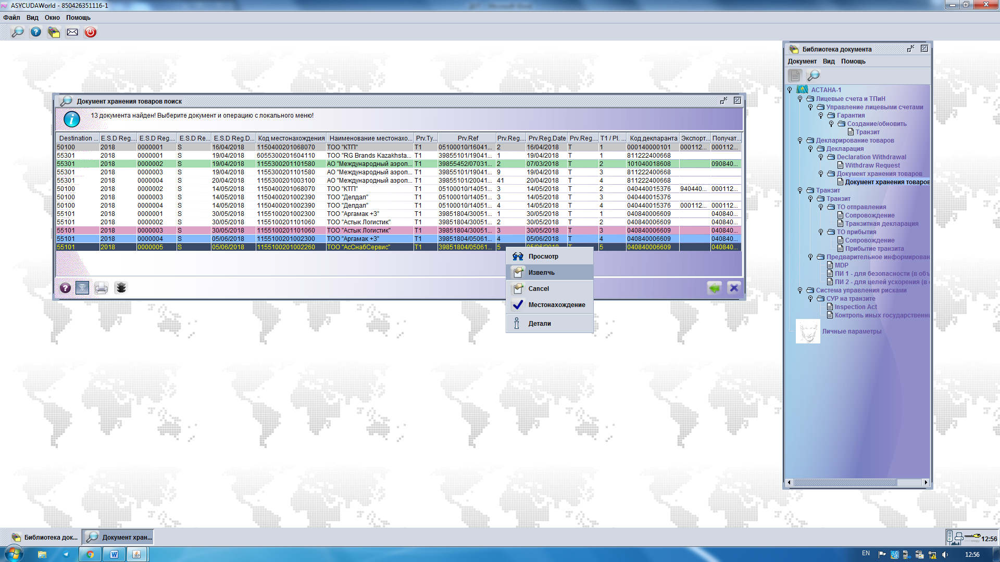 ASYCUDAWorld - 850426351116-1
Файл Вид Окно Помощь
Документ хранения товаров поиск
13 документа найден! Выберите документ и операцию с локального меню!
Destination ... E.S.D Reg.... E.S.D Reg.... E.S.D Re... E.S.D Reg.D... Код местонахождения Наименование местонахо... Prv.Ty... Prv.Ref Prv.Reg... Prv.Reg.Date Prv.Reg.... T1 / Pl. ... Код декларанта Экспорт... Получат...
50100 2018 0000001 S 16/04/2018 1150400201068070 ТОО "КТП" T1 05100010/16041... 2 16/04/2018 T 1 000140000101 000112... 000112...
55301 2018 0000001 S 19/04/2018 6055300201604110 ТОО "RG Brands Kazakhsta... T1 39855101/19041... 1 19/04/2018 T 1 811222400668
55301 2018 0000002 S 19/04/2018 1155300201101580 АО "Международный аэроп... T1 39855452/07031... 2 07/03/2018 T 2 101040018608 090840...
55301 2018 0000003 S 19/04/2018 1155300201101580 АО "Международный аэроп... T1 39855101/19041... 9 19/04/2018 T 3 811222400668
55301 2018 0000004 S 20/04/2018 1155300201003100 АО "Международный аэроп... T1 39855101/20041... 41 20/04/2018 T 4 811222400668
50100 2018 0000002 S 14/05/2018 1150400201068070 ТОО "КТП" T1 05100010/14051... 3 14/05/2018 T 2 040440015376 940440... 000112...
50100 2018 0000003 S 14/05/2018 1150400201002390 ТОО "Делдал" T1 05100010/14051... 3 14/05/2018 T 3 040440015376
50100 2018 0000004 S 14/05/2018 1150400201002390 ТОО "Делдал" T1 05100010/14051... 4 14/05/2018 T 4 040440015376 000112... 000112...
55101 2018 0000001 S 30/05/2018 1155100201002300 ТОО "Аргамак +3" T1 39851804/30051... 1 30/05/2018 T 1 040840006609 040840...
55101 2018 0000002 S 30/05/2018 1155100201101060 ТОО "Астык Логистик" T1 39851804/30051... 2 30/05/2018 T 2 040840006609 040840...
55101 2018 0000003 S 30/05/2018 1155100201101060 ТОО "Астык Логистик" T1 39851804/30051... 3 30/05/2018 T 3 040840006609 040840...
55101 2018 0000004 S 05/06/2018 1155100201002300 ТОО "Аргамак +3" T1 39851804/05061... 4 05/06/2018 T 4 040840006609 040840...
55101 2018 0000005 S 05/06/2018 1155100201002260 ТОО "АсСнабСервис" T1 39851804/05061... 5 05/06/2018 T 5 040840006609 040840...
Просмотр
Извелчь
Cancel
Местонахождение
Детали
Библиотека документа
Документ Вид Помощь
АСТАНА-1
Лицевые счета и ТПиН
Управление лицевыми счетами
Гарантия
Создание/обновить
Транзит
Декларирование товаров
Декларация
Declaration Withdrawal
Withdraw Request
Документ хранения товаров
Документ хранения товаров
Транзит
Транзит
ТО отправления
Сопровождение
Транзитная декларация
ТО прибытия
Сопровождение
Прибытие транзита
Предварительное информирован
MDP
ПИ 1 - для безопасности (в объ
ПИ 2 - для целей ускорения (в
Система управления рисками
СУР на транзите
Inspection Act
Контроль иных государственн
Личные параметры
Библиотека док... Документ хран... 12:56
EN 12:56